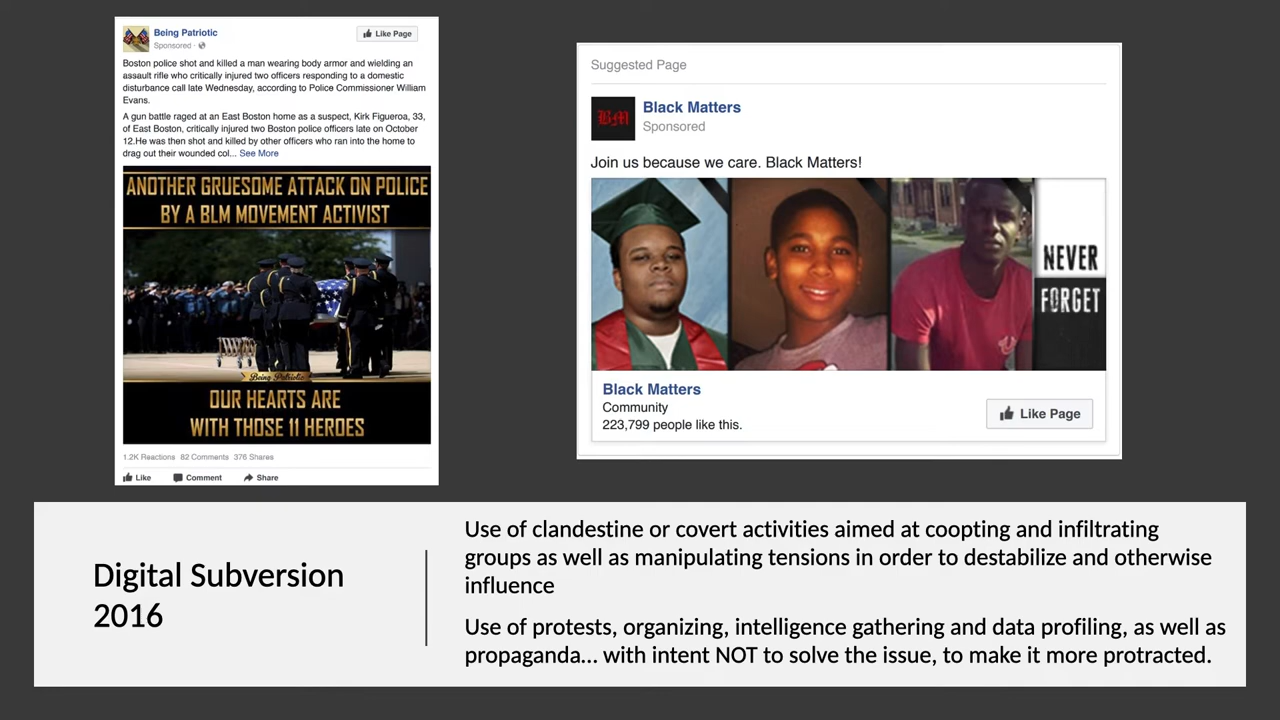 Being Patriotic
Sponsored ·
Like Page
Boston police shot and killed a man wearing body armor and wielding an
assault rifle who critically injured two officers responding to a domestic
disturbance call late Wednesday, according to Police Commissioner William
Evans.
A gun battle raged at an East Boston home as a suspect, Kirk Figueroa, 33,
of East Boston, critically injured two Boston police officers late on October
12.He was then shot and killed by other officers who ran into the home to
drag out their wounded col... See More
ANOTHER GRUESOME ATTACK ON POLICE
BY A BLM MOVEMENT ACTIVIST
Being Patriotic
OUR HEARTS ARE
WITH THOSE 11 HEROES
1.2K Reactions 82 Comments 376 Shares
Like Comment Share
Suggested Page
BM
Black Matters
Sponsored
Join us because we care. Black Matters!
NEVER
FORGET
Black Matters
Community
223,799 people like this.
Like Page
Digital Subversion
2016
Use of clandestine or covert activities aimed at coopting and infiltrating
groups as well as manipulating tensions in order to destabilize and otherwise
influence
Use of protests, organizing, intelligence gathering and data profiling, as well as
propaganda... with intent NOT to solve the issue, to make it more protracted.